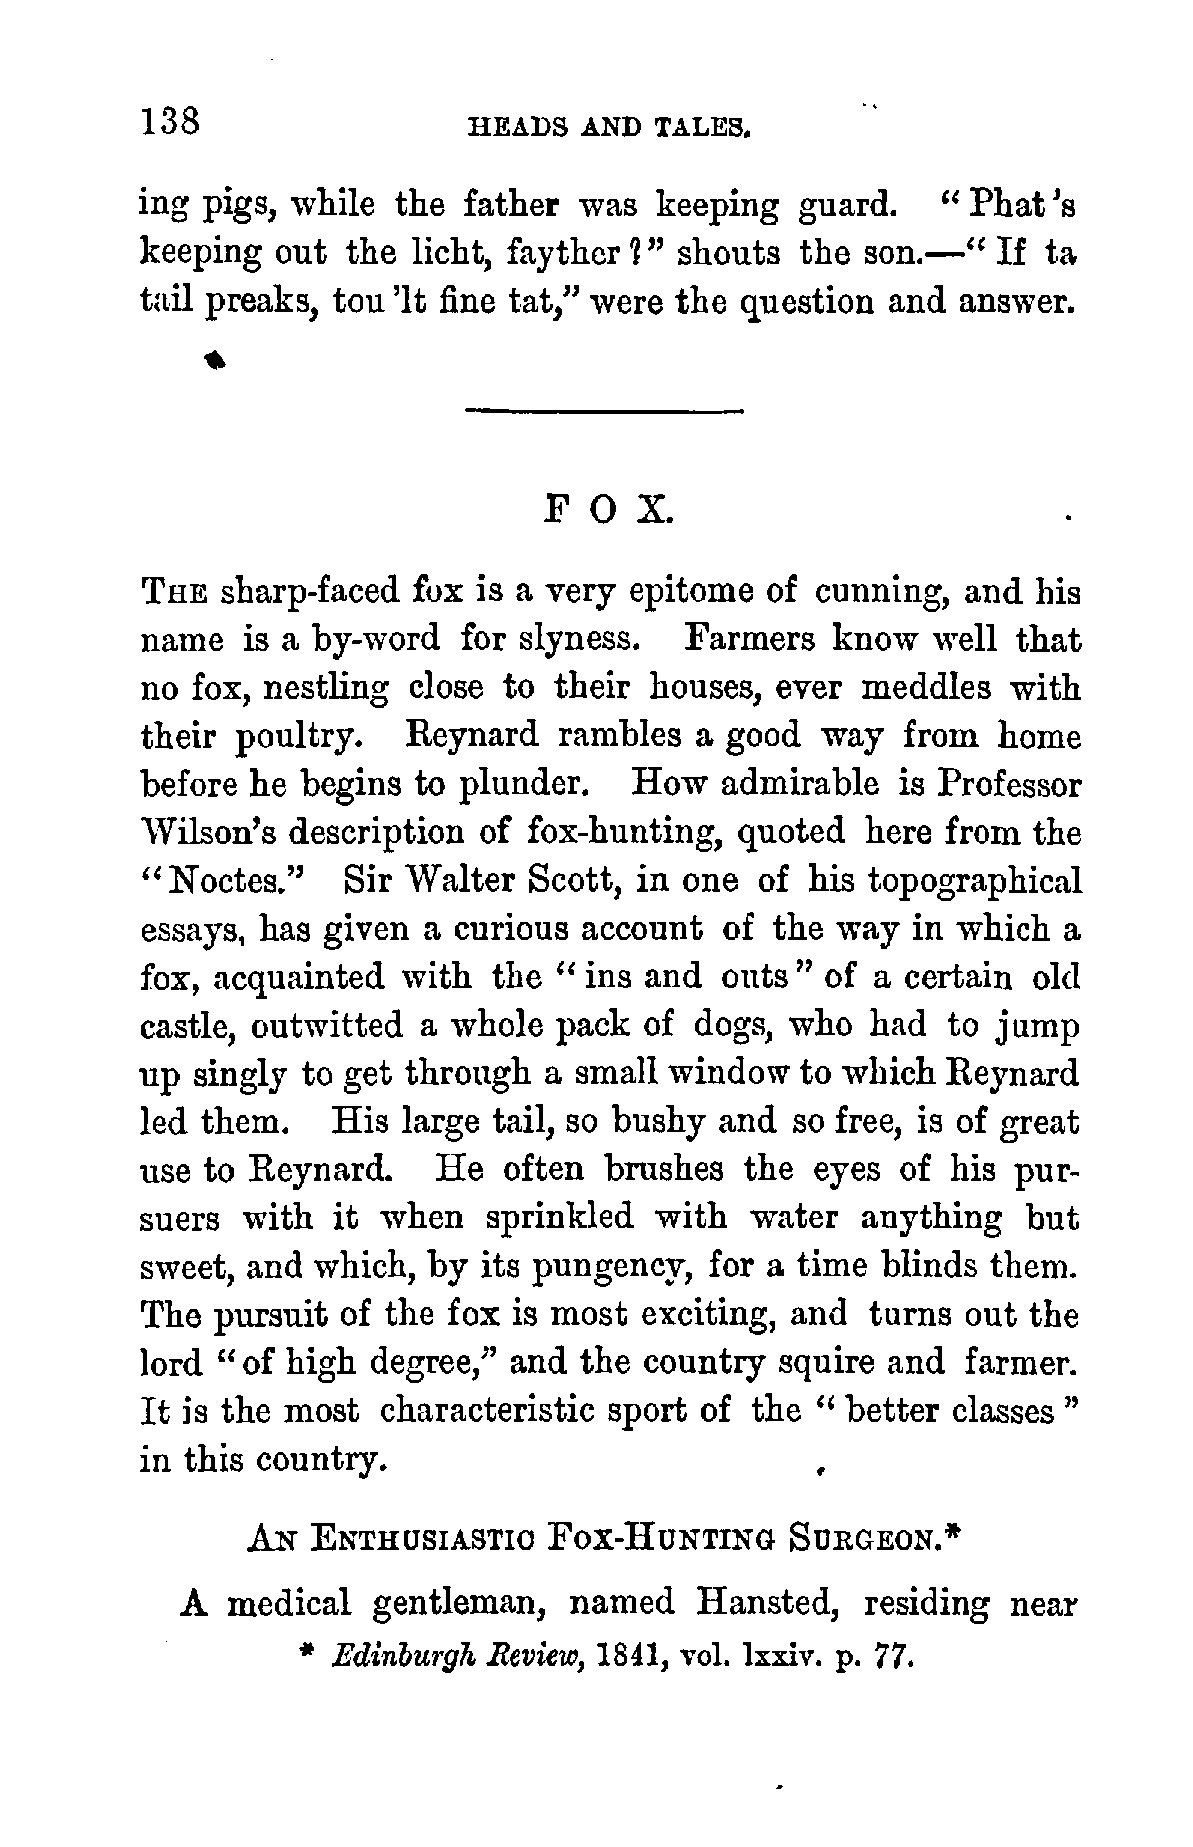 138 HEADS AND TALES.
ing pigs, while the father was keeping guard. “Phat’s
keeping out the licht, fayther?” shouts the son.—“If ta
tail preaks, tou’lt fine tat,” were the question and answer.
FOX.
THE sharp-faced fox is a very epitome of cunning, and his
name is a by-word for slyness. Farmers know well that
no fox, nestling close to their houses, ever meddles with
their poultry. Reynard rambles a good way from home
before he begins to plunder. How admirable is Professor
Wilson’s description of fox-hunting, quoted here from the
“Noctes.” Sir Walter Scott, in one of his topographical
essays, has given a curious account of the way in which a
fox, acquainted with the “ins and outs” of a certain old
castle, outwitted a whole pack of dogs, who had to jump
up singly to get through a small window to which Reynard
led them. His large tail, so bushy and so free, is of great
use to Reynard. He often brushes the eyes of his pur-
suers with it when sprinkled with water anything but
sweet, and which, by its pungency, for a time blinds them.
The pursuit of the fox is most exciting, and turns out the
lord “of high degree,” and the country squire and farmer.
It is the most characteristic sport of the “better classes”
in this country.
AN ENTHUSIASTIC FOX-HUNTING SURGEON.*
A medical gentleman, named Hansted, residing near
* Edinburgh Review, 1841, vol. lxxiv. p. 77.